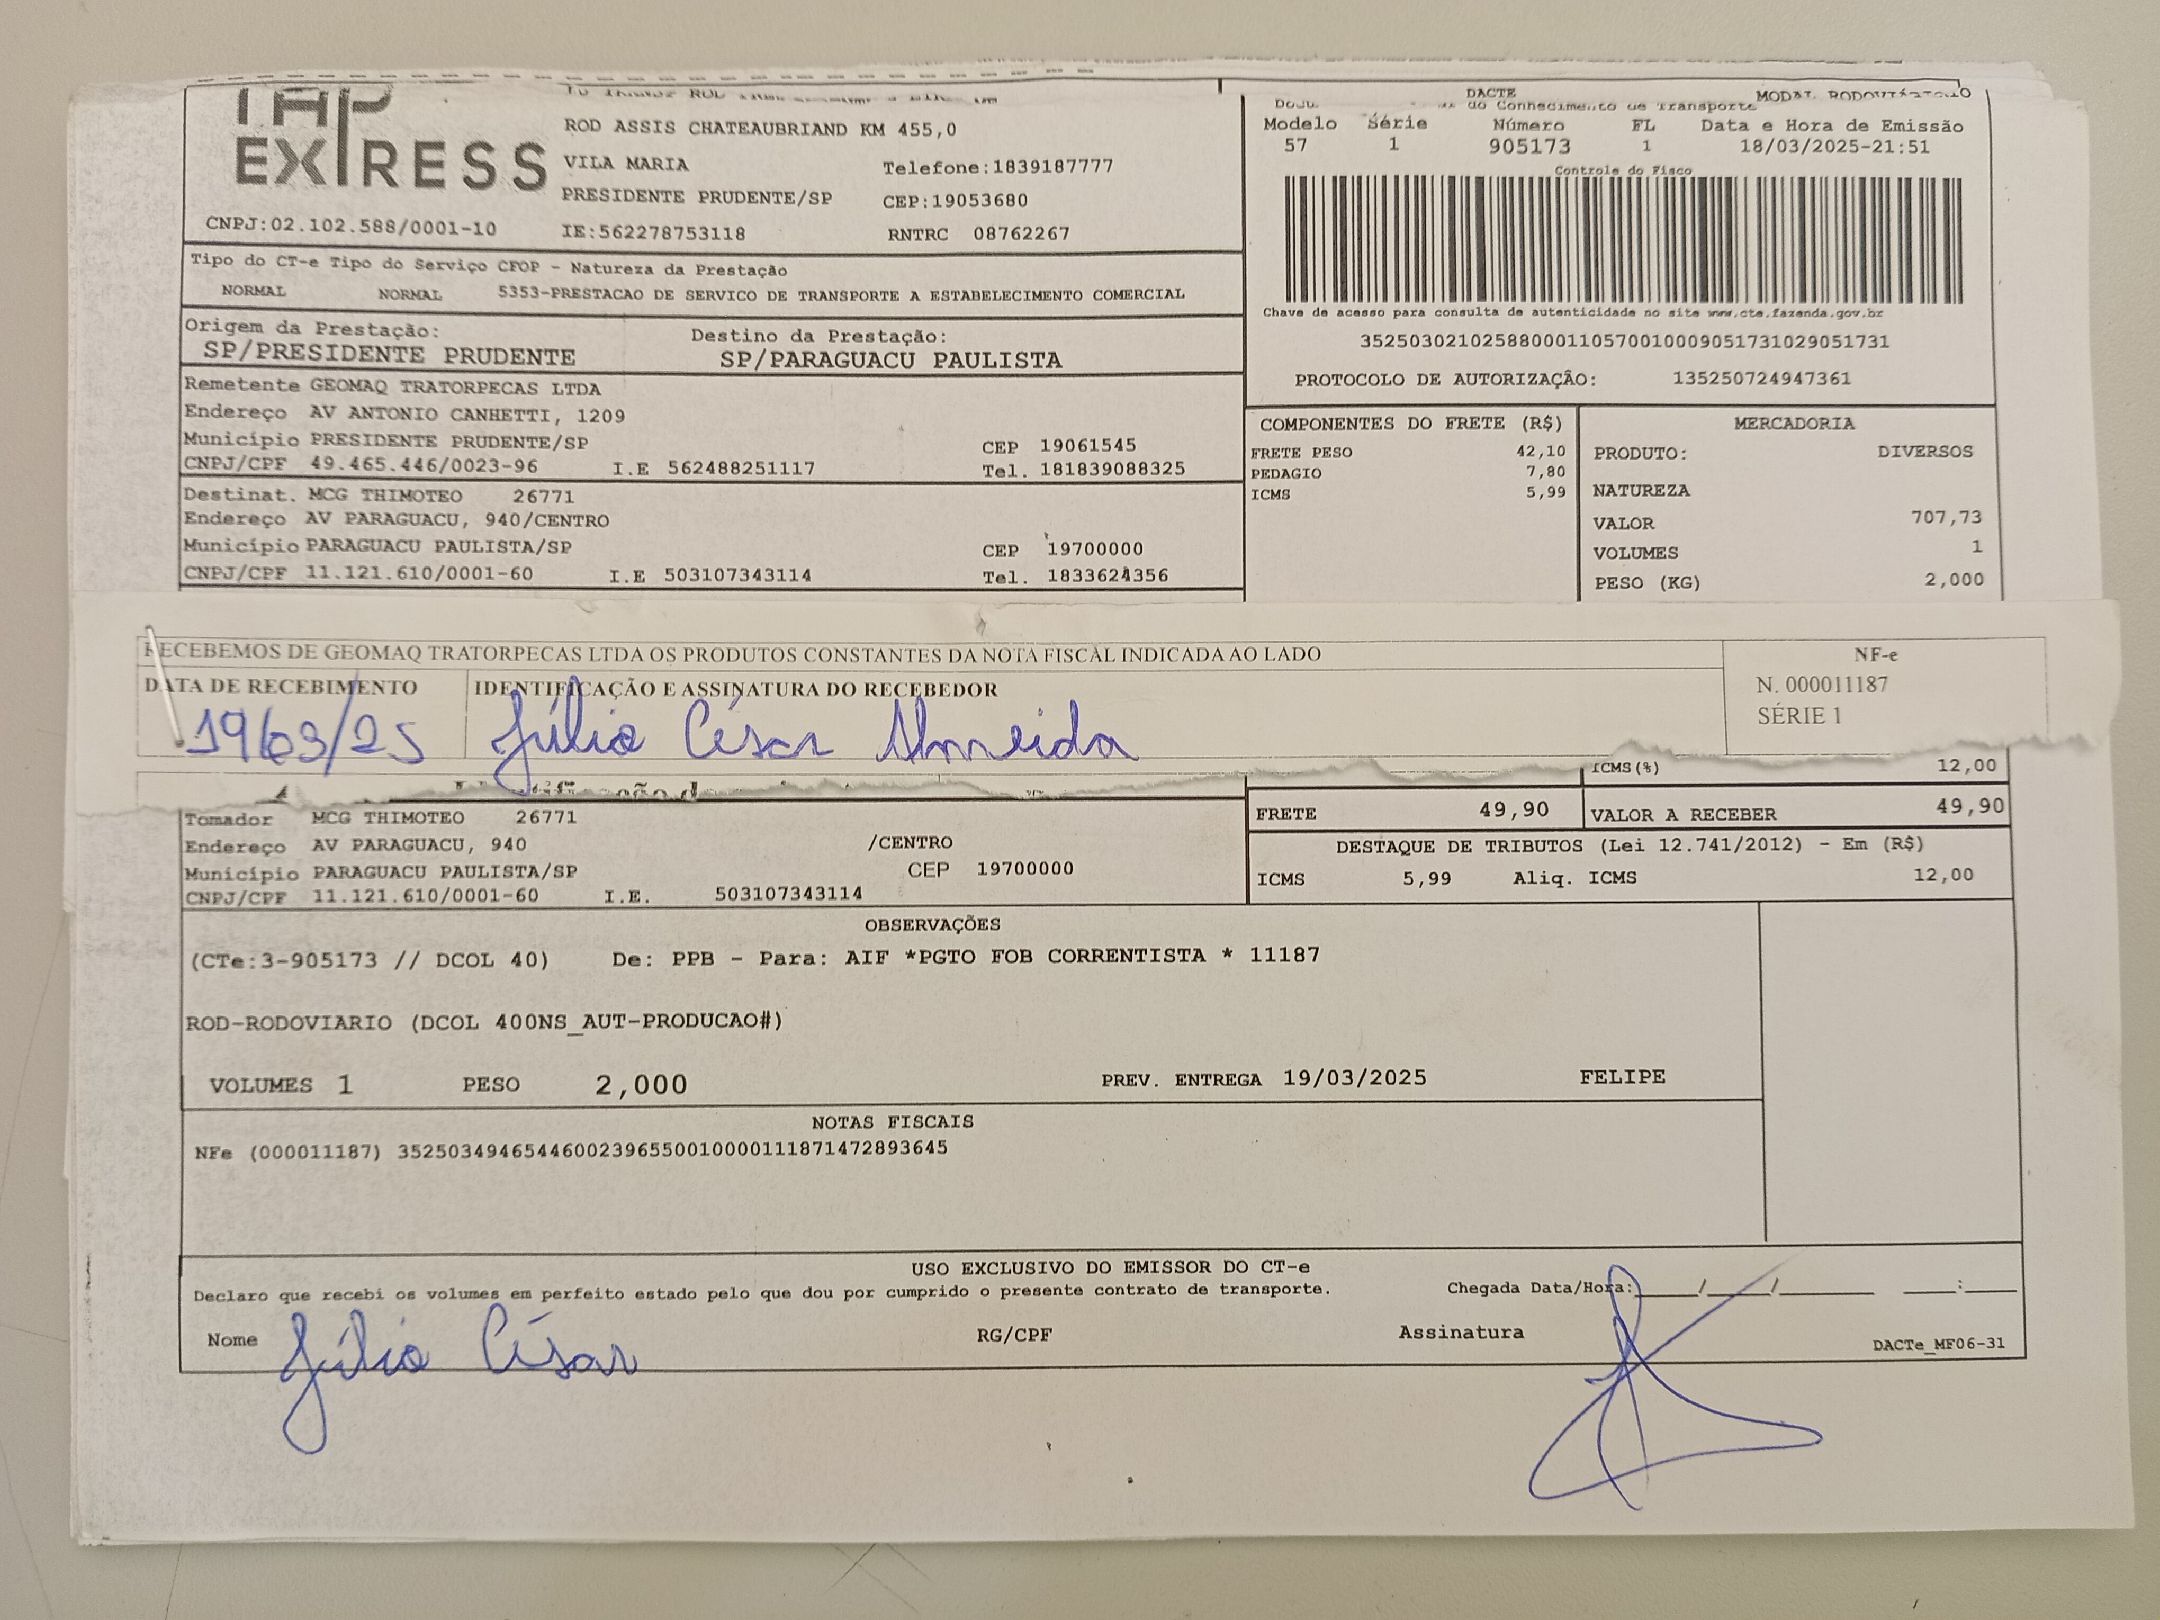 TAP
EXPRESS
ROD ASSIS CHATEAUBRIAND KM 455,0
VILA MARIA Telefone:1839187777
PRESIDENTE PRUDENTE/SP CEP:19053680
CNPJ:02.102.588/0001-10 IE:562278753118 RNTRC 08762267
DACTE MODAL RODOVIÁRIO
do Conhecimento de Transporte
Modelo Série Número FL Data e Hora de Emissão
57 1 905173 1 18/03/2025-21:51
Controle do Fisco
Chave de acesso para consulta de autenticidade no site www.cte.fazenda.gov.br
35250302102588000110570010009051731029051731
PROTOCOLO DE AUTORIZAÇÃO: 135250724947361
Tipo do CT-e Tipo do Serviço CFOP - Natureza da Prestação
NORMAL NORMAL 5353-PRESTACAO DE SERVICO DE TRANSPORTE A ESTABELECIMENTO COMERCIAL
Origem da Prestação: Destino da Prestação:
SP/PRESIDENTE PRUDENTE SP/PARAGUACU PAULISTA
Remetente GEOMAQ TRATORPECAS LTDA
Endereço AV ANTONIO CANHETTI, 1209
Município PRESIDENTE PRUDENTE/SP CEP 19061545
CNPJ/CPF 49.465.446/0023-96 I.E 562488251117 Tel. 181839088325
Destinat. MCG THIMOTEO 26771
Endereço AV PARAGUACU, 940/CENTRO
Município PARAGUACU PAULISTA/SP CEP 19700000
CNPJ/CPF 11.121.610/0001-60 I.E 503107343114 Tel. 1833624356
COMPONENTES DO FRETE (R$)
FRETE PESO 42,10
PEDAGIO 7,80
ICMS 5,99
MERCADORIA
PRODUTO: DIVERSOS
NATUREZA
VALOR 707,73
VOLUMES 1
PESO (KG) 2,000
RECEBEMOS DE GEOMAQ TRATORPECAS LTDA OS PRODUTOS CONSTANTES DA NOTA FISCAL INDICADA AO LADO
DATA DE RECEBIMENTO IDENTIFICAÇÃO E ASSINATURA DO RECEBEDOR
19/03/25 Júlio César Almeida
NF-e
N. 000011187
SÉRIE 1
ICMS(%) 12,00
Tomador MCG THIMOTEO 26771
Endereço AV PARAGUACU, 940 /CENTRO
Município PARAGUACU PAULISTA/SP CEP 19700000
CNPJ/CPF 11.121.610/0001-60 I.E. 503107343114
FRETE 49,90 VALOR A RECEBER 49,90
DESTAQUE DE TRIBUTOS (Lei 12.741/2012) - Em (R$)
ICMS 5,99 Aliq. ICMS 12,00
OBSERVAÇÕES
(CTe:3-905173 // DCOL 40) De: PPB - Para: AIF *PGTO FOB CORRENTISTA * 11187
ROD-RODOVIARIO (DCOL 400NS_AUT-PRODUCAO#)
VOLUMES 1 PESO 2,000 PREV. ENTREGA 19/03/2025 FELIPE
NOTAS FISCAIS
NFe (000011187) 35250349465446002396550010000111871472893645
USO EXCLUSIVO DO EMISSOR DO CT-e
Declaro que recebi os volumes em perfeito estado pelo que dou por cumprido o presente contrato de transporte. Chegada Data/Hora:____/____/______ ____:____
Nome Júlio César RG/CPF Assinatura
DACTe_MF06-31